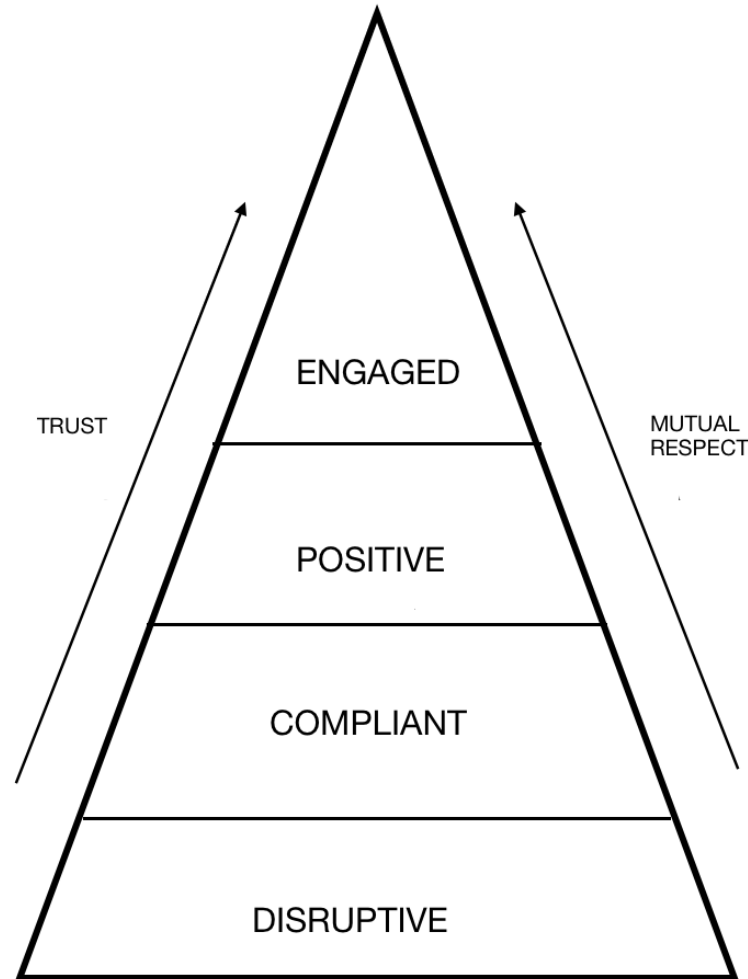 ENGAGED
TRUST
MUTUAL
RESPECT
POSITIVE
COMPLIANT
DISRUPTIVE